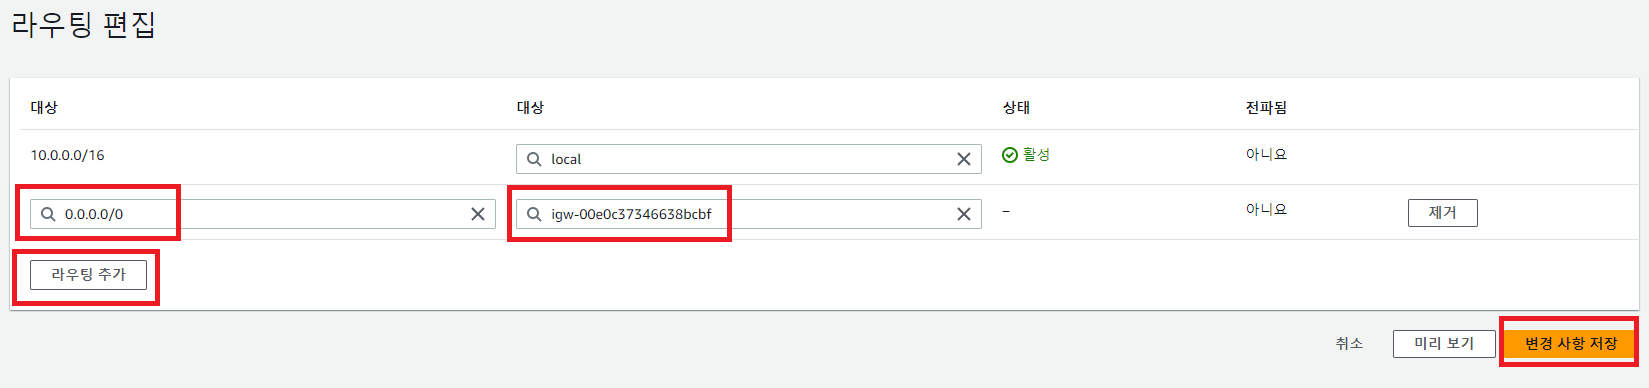 라우팅 편집
대상 대상 상태 전파됨
10.0.0.0/16 local 활성 아니요
0.0.0.0/0 igw-00e0c37346638bcbf – 아니요 제거
라우팅 추가
취소 미리 보기 변경 사항 저장